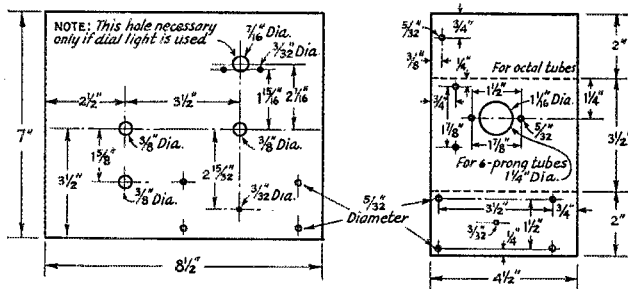 NOTE: This hole necessary
only if dial light is used
7/16" Dia.
3/32" Dia.
2 1/2"
3 1/2"
1 15/16"
2 1/16"
7"
3/8" Dia.
3/8" Dia.
3 1/2"
1 5/8"
3/8" Dia.
2 15/32"
3/32" Dia.
5/32"
Diameter
8 1/2"
5/32"
3/4"
3/8"
1/4"
2"
For octal tubes
1 1/2"
1 1/16" Dia.
3/4"
1 7/8"
1 7/8"
5/32"
1 1/4"
3 1/2"
For 6-prong tubes
1 1/4" Dia.
3 1/2"
3/4"
3/32"
1/4"
1 1/2"
2"
4 1/2"